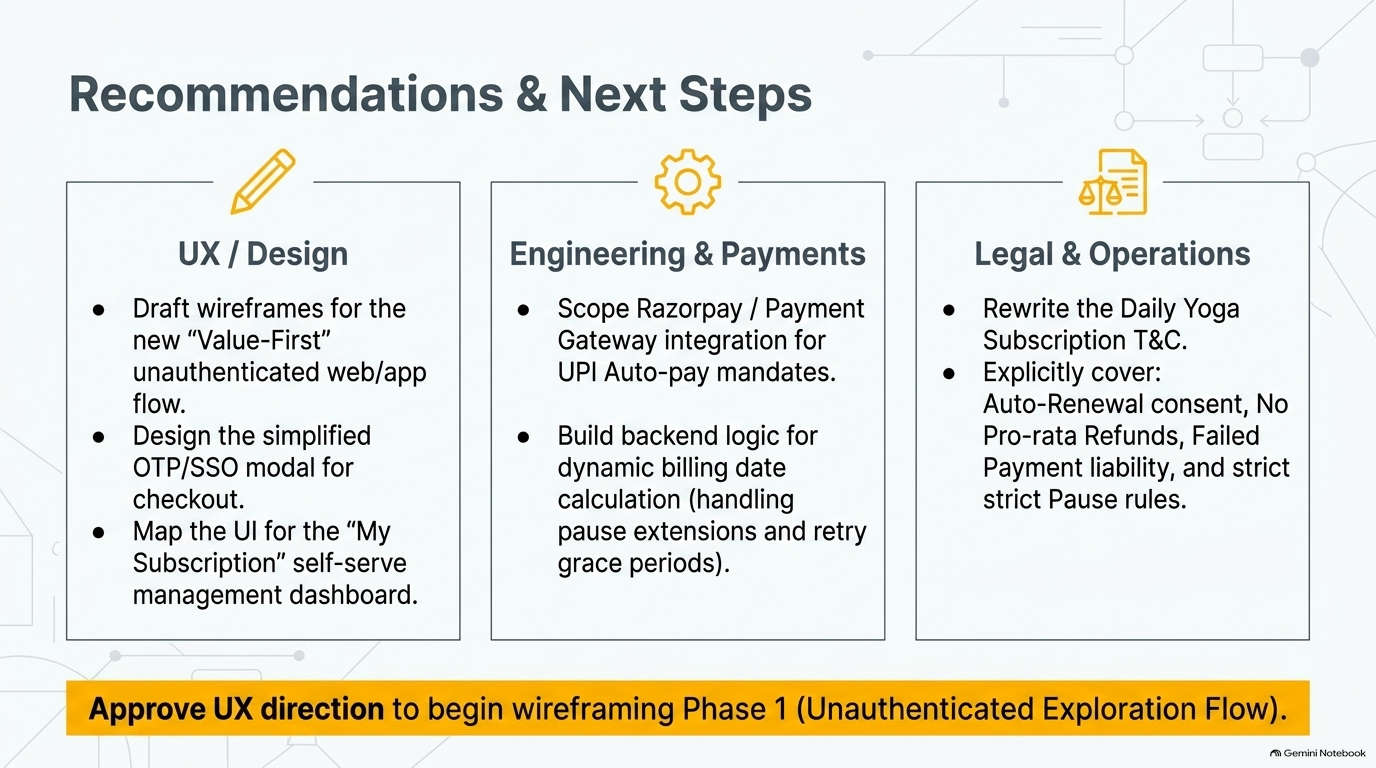 Recommendations & Next Steps
UX / Design
● Draft wireframes for the
new “Value-First”
unauthenticated web/app
flow.
● Design the simplified
OTP/SSO modal for
checkout.
● Map the UI for the “My
Subscription” self-serve
management dashboard.
Engineering & Payments
● Scope Razorpay / Payment
Gateway integration for
UPI Auto-pay mandates.
● Build backend logic for
dynamic billing date
calculation (handling
pause extensions and retry
grace periods).
Legal & Operations
● Rewrite the Daily Yoga
Subscription T&C.
● Explicitly cover:
Auto-Renewal consent, No
Pro-rata Refunds, Failed
Payment liability, and strict
strict Pause rules.
Approve UX direction to begin wireframing Phase 1 (Unauthenticated Exploration Flow).
Gemini Notebook